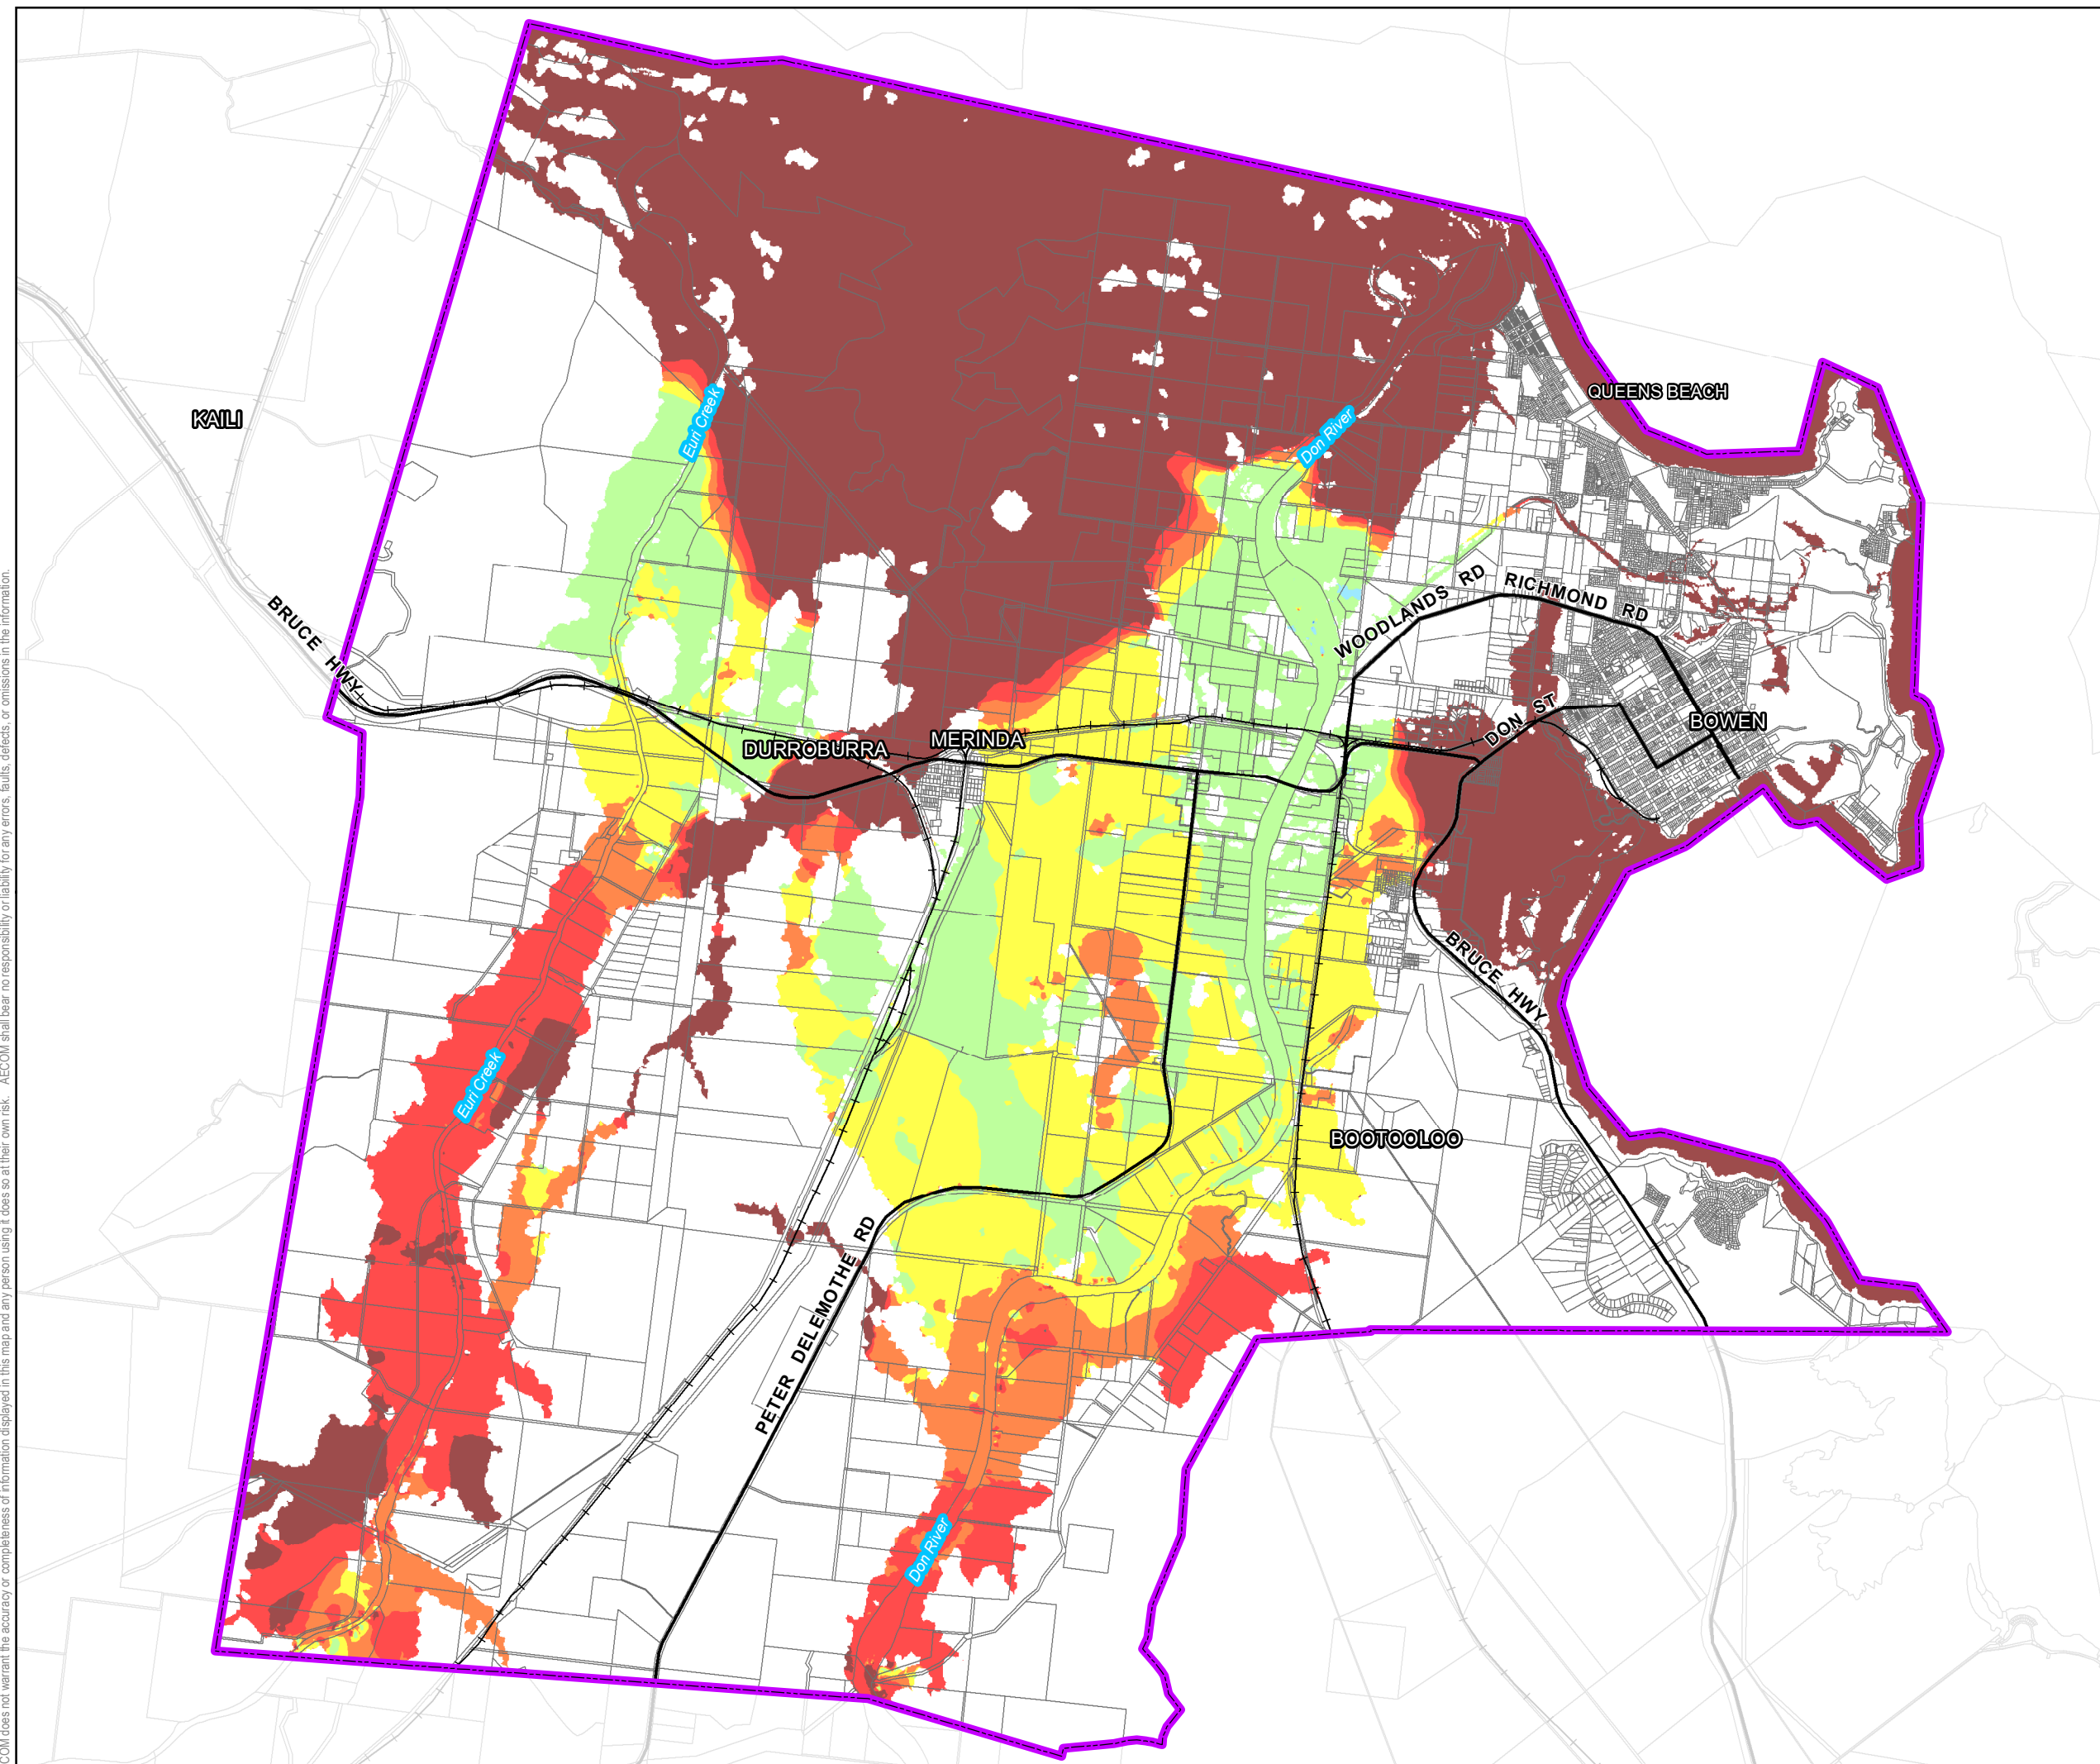 QUEENS BEACH
KAILI
Euri Creek
Don River
WOODLANDS RD
RICHMOND RD
BRUCE HWY
DON ST
BOWEN
DURROBURRA
MERINDA
BRUCE HWY
Euri Creek
BOOTOOLOO
PETER DELEMOTHE RD
Don River
COM does not warrant the accuracy or completeness of information displayed in this map and any person using it does so at their own risk. AECOM shall bear no responsibility or liability for any errors, faults, defects, or omissions in the information.